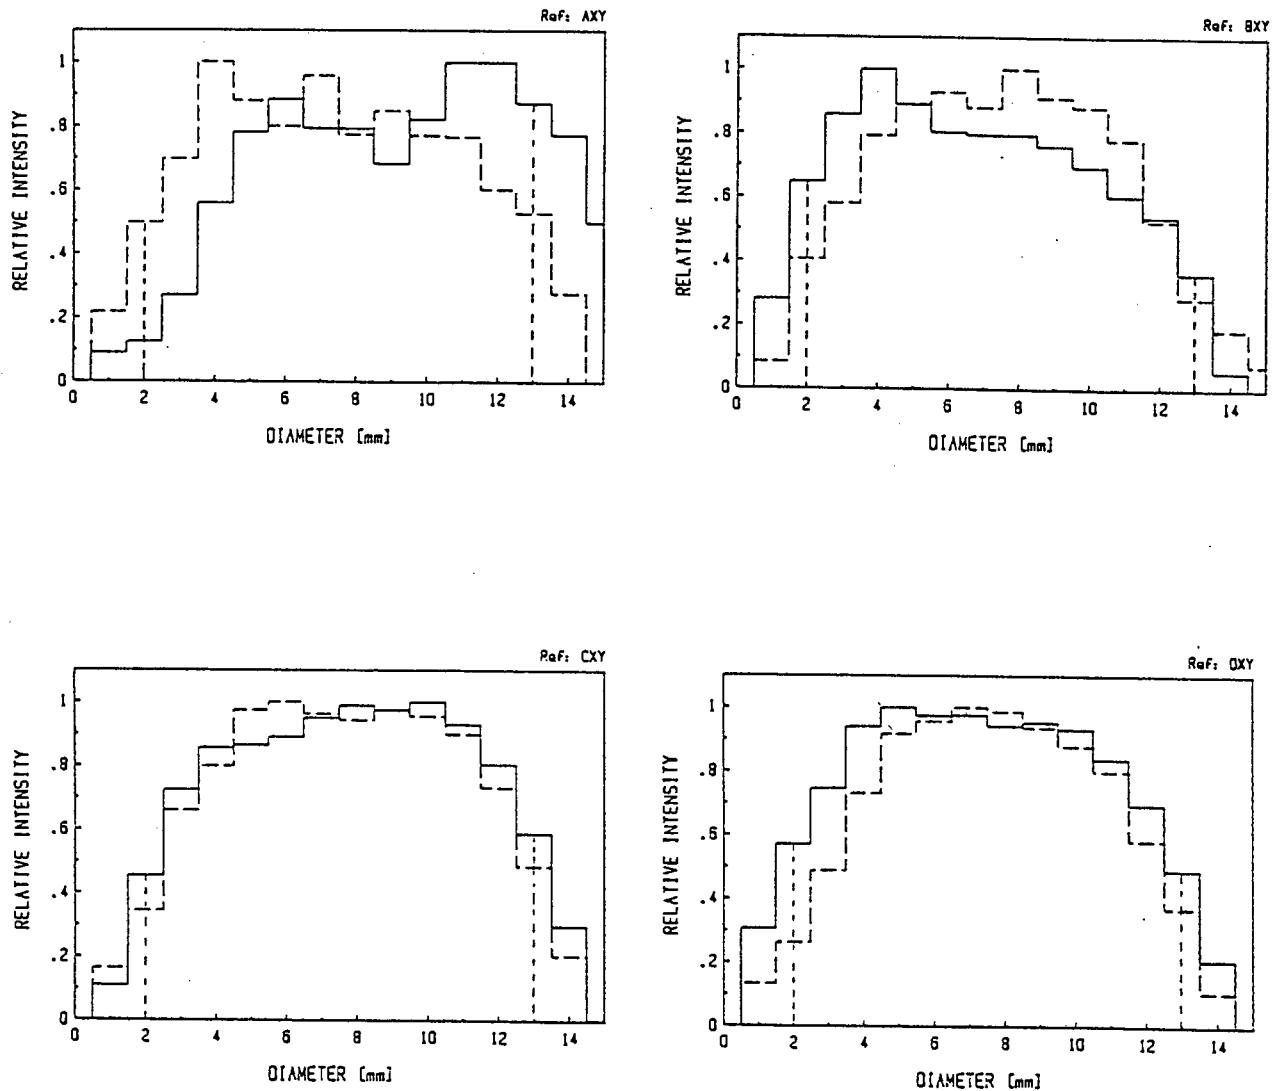 Ref: AXY
RELATIVE INTENSITY
1
.8
.6
.4
.2
0
0 2 4 6 8 10 12 14
DIAMETER [mm]
Ref: BXY
RELATIVE INTENSITY
1
.8
.6
.4
.2
0
0 2 4 6 8 10 12 14
DIAMETER [mm]
Ref: CXY
RELATIVE INTENSITY
1
.8
.6
.4
.2
0
0 2 4 6 8 10 12 14
DIAMETER [mm]
Ref: DXY
RELATIVE INTENSITY
1
.8
.6
.4
.2
0
0 2 4 6 8 10 12 14
DIAMETER [mm]